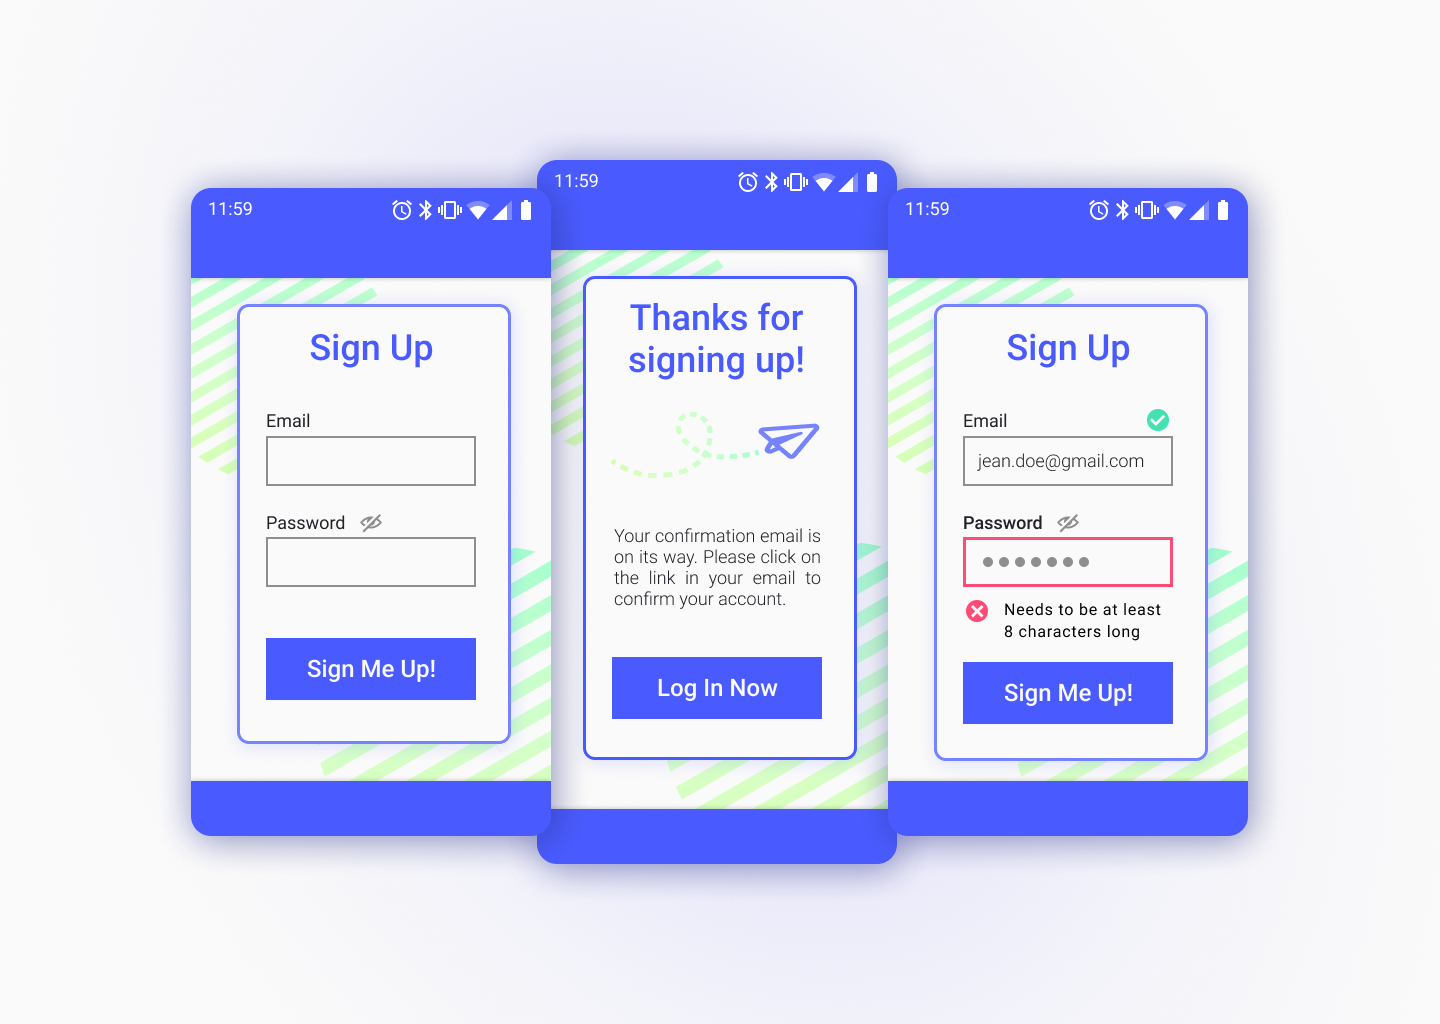 11:59
Sign Up
Email
Password
Sign Me Up!
11:59
Thanks for
signing up!
Your confirmation email is
on its way. Please click on
the link in your email to
confirm your account.
Log In Now
11:59
Sign Up
Email
jean.doe@gmail.com
Password
Needs to be at least
8 characters long
Sign Me Up!